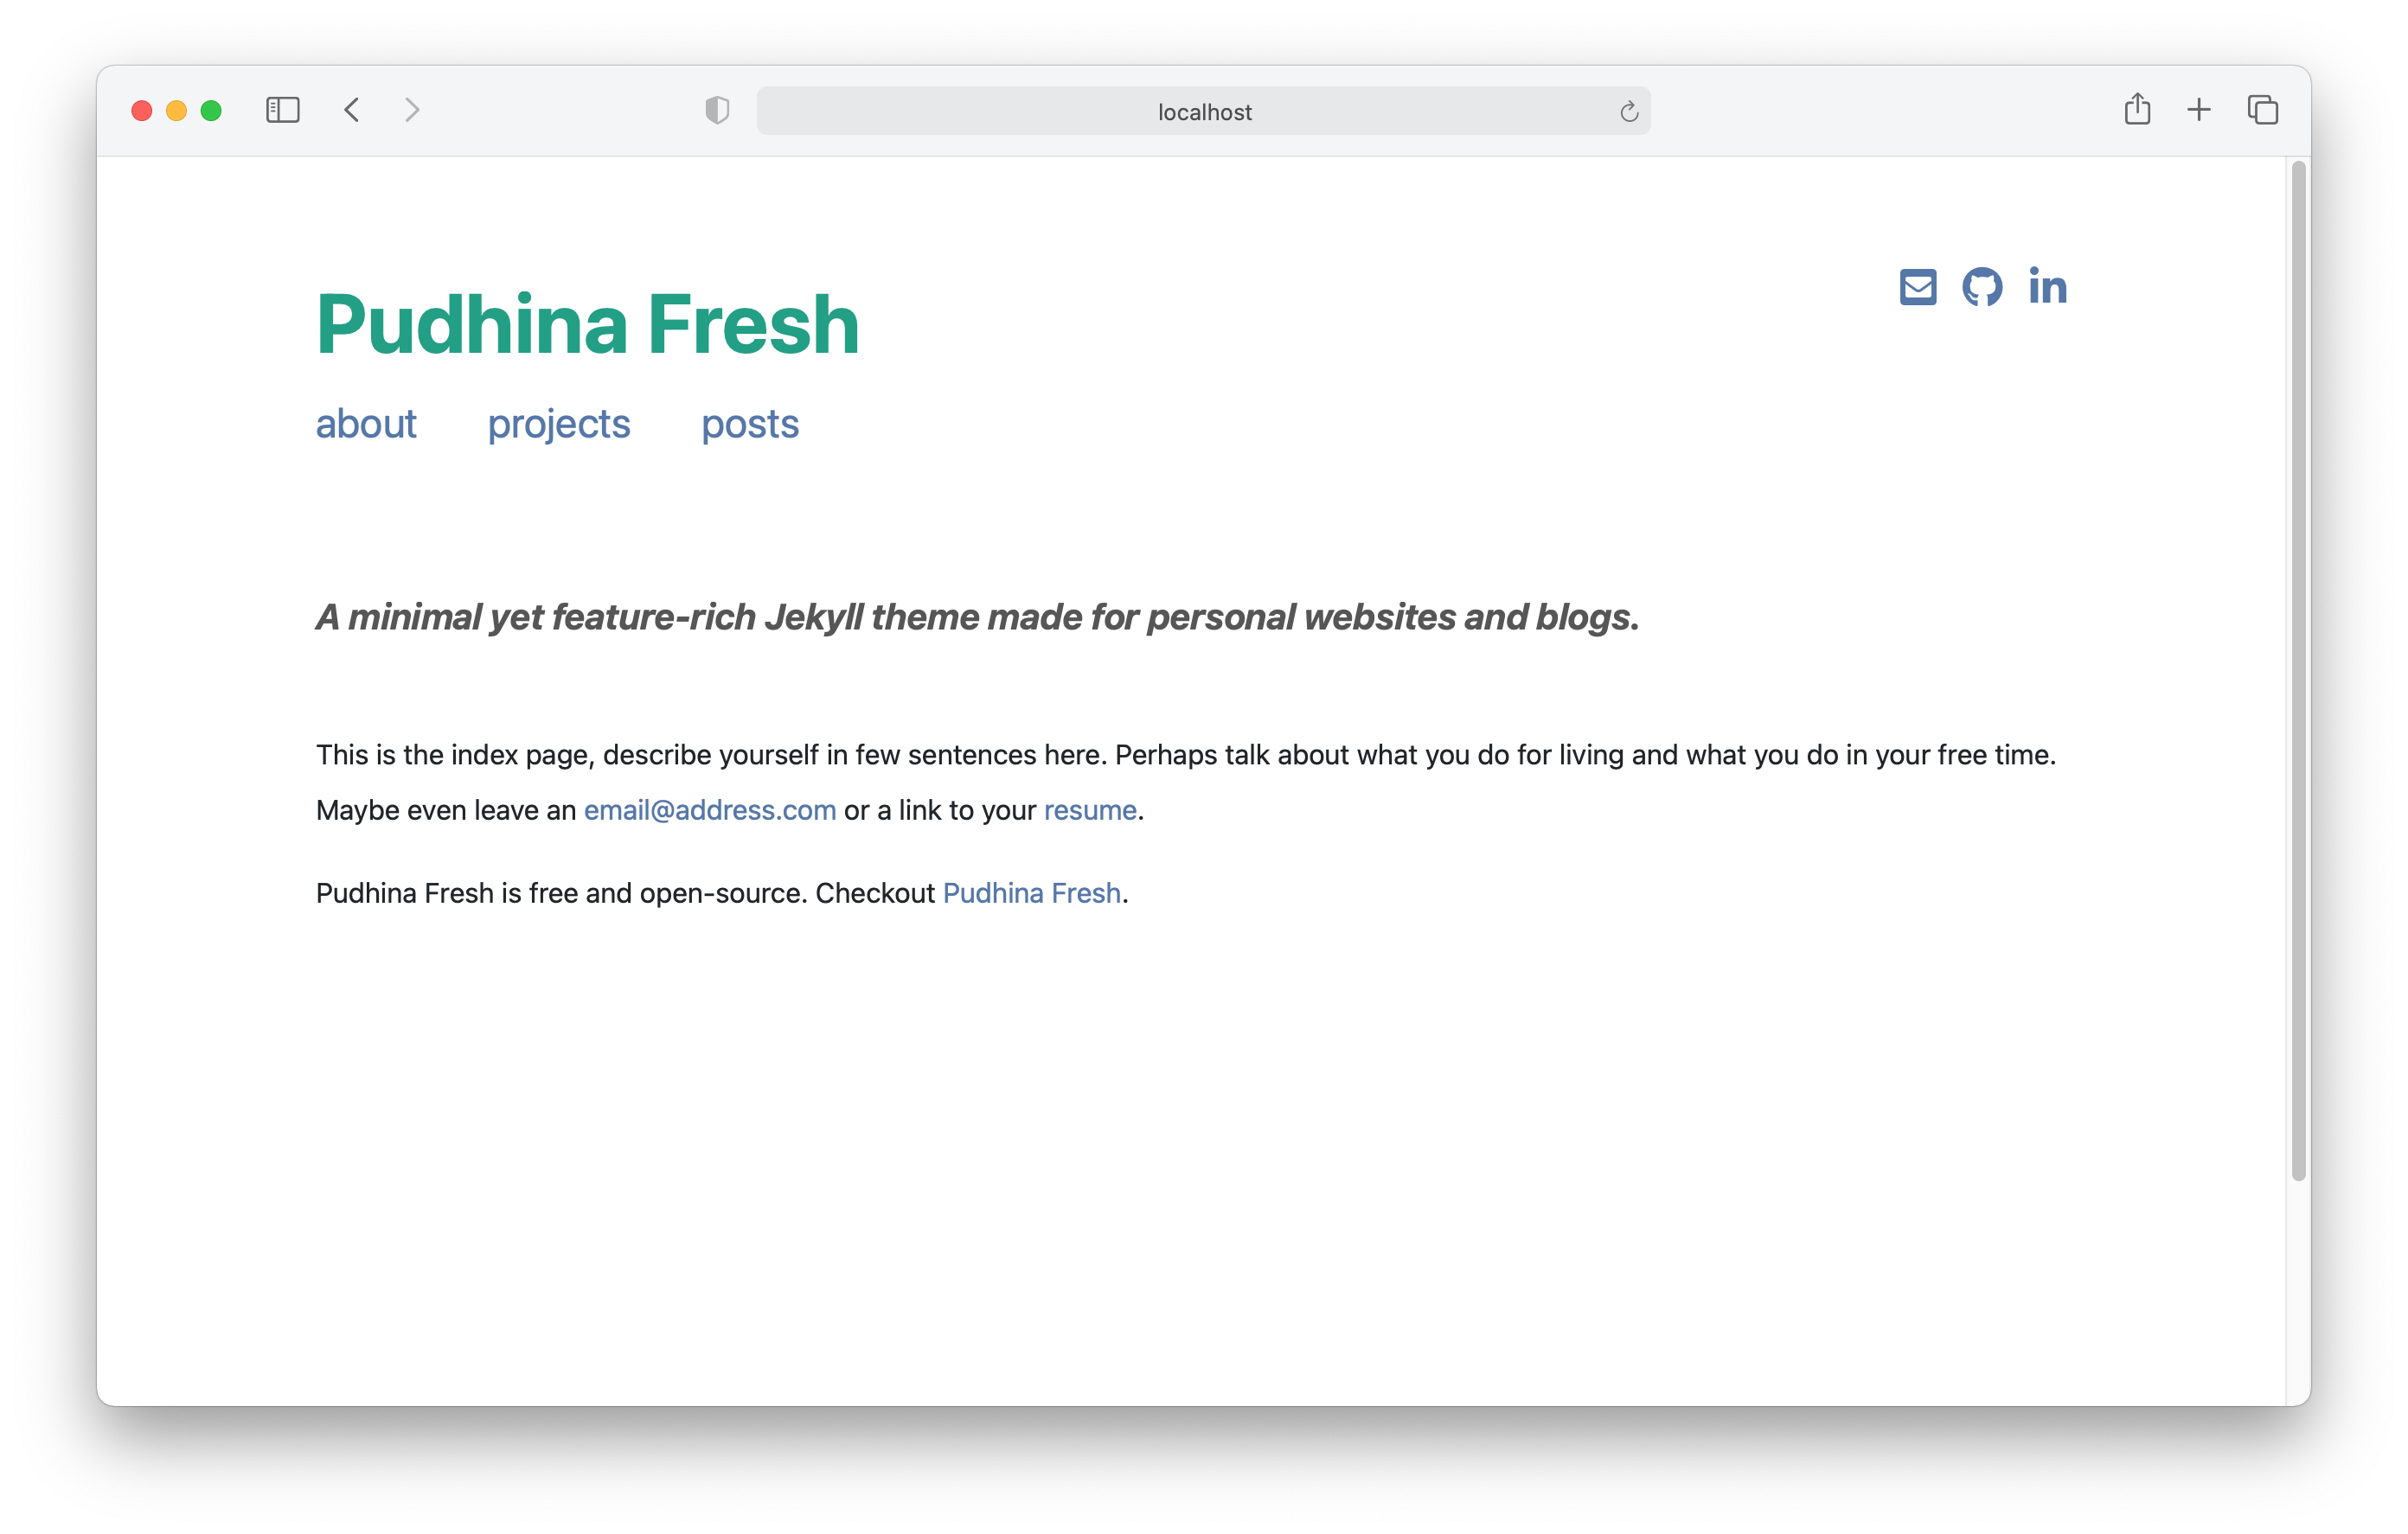 localhost
Pudhina Fresh
in
about projects posts
A minimal yet feature-rich Jekyll theme made for personal websites and blogs.
This is the index page, describe yourself in few sentences here. Perhaps talk about what you do for living and what you do in your free time.
Maybe even leave an email@address.com or a link to your resume.
Pudhina Fresh is free and open-source. Checkout Pudhina Fresh.